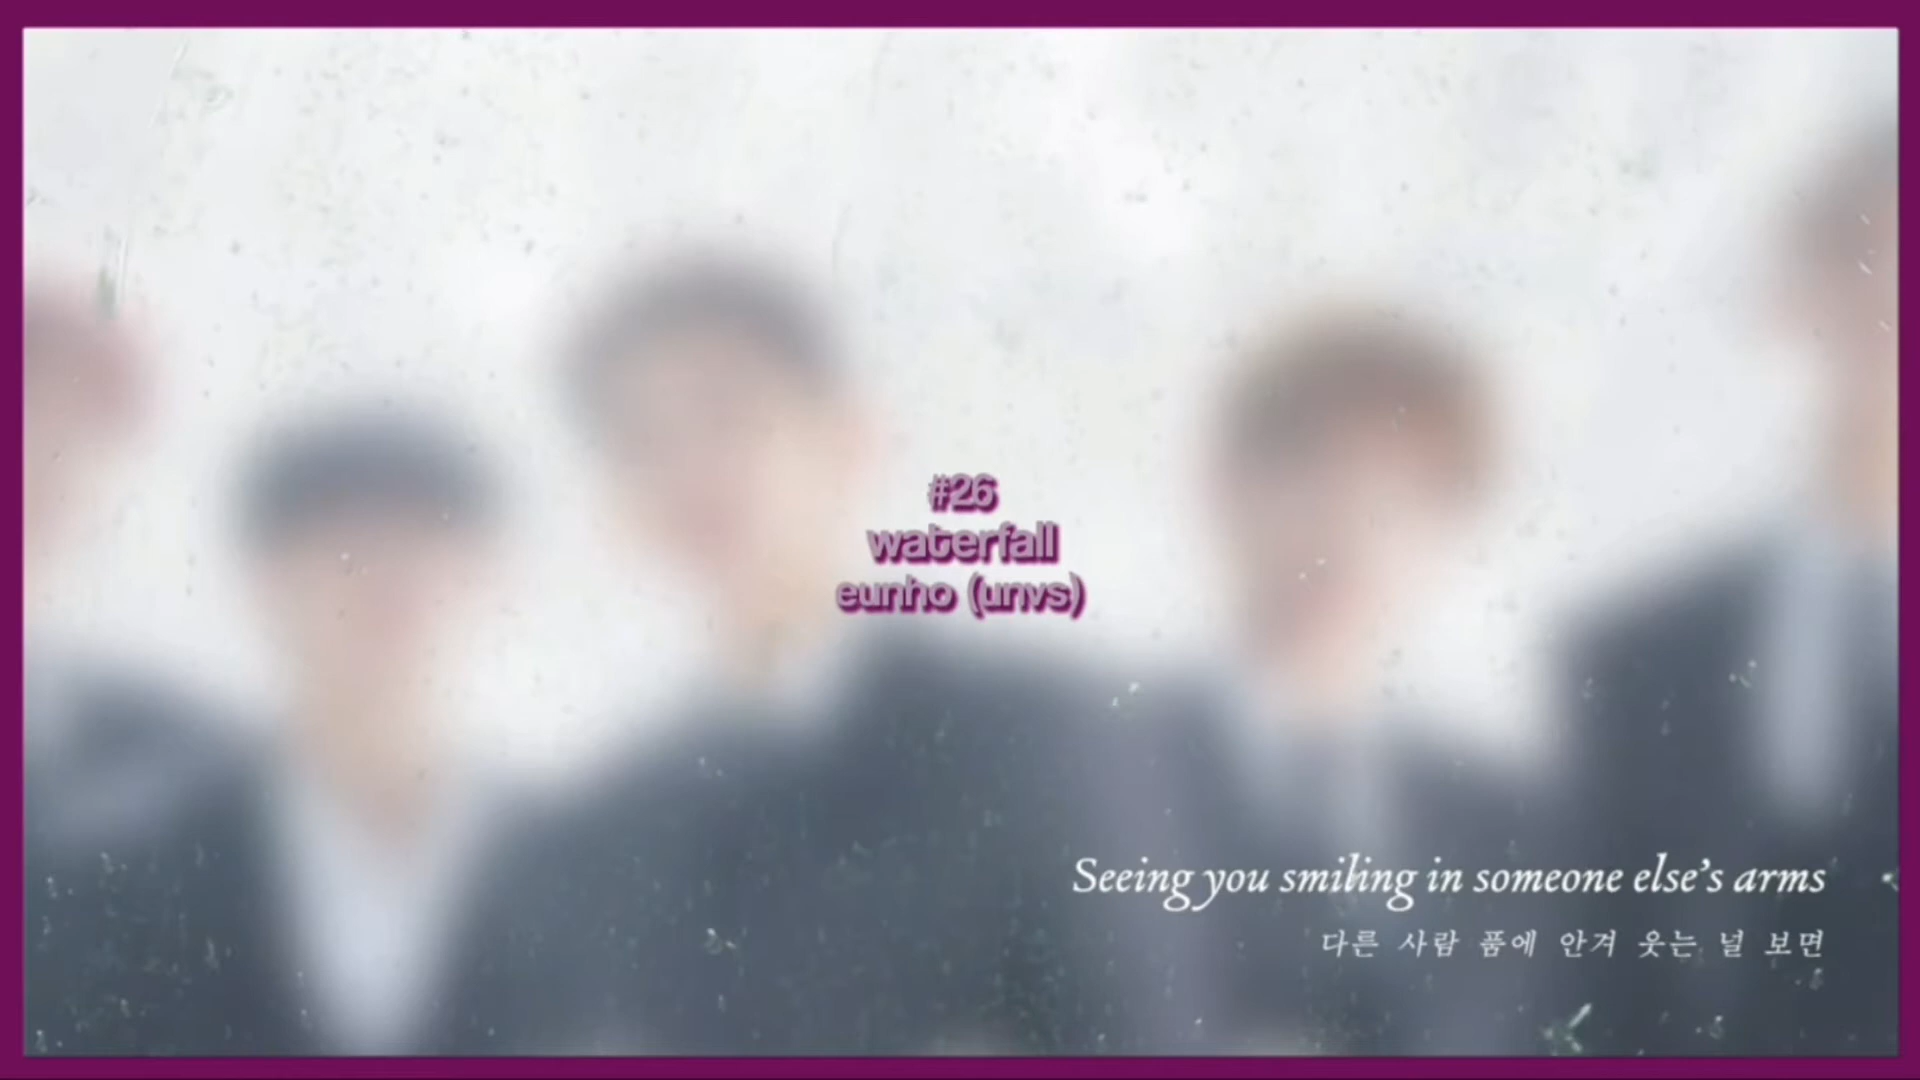 #26
waterfall
eunho (unvs)
Seeing you smiling in someone else's arms
다른 사람 품에 안겨 웃는 널 보면